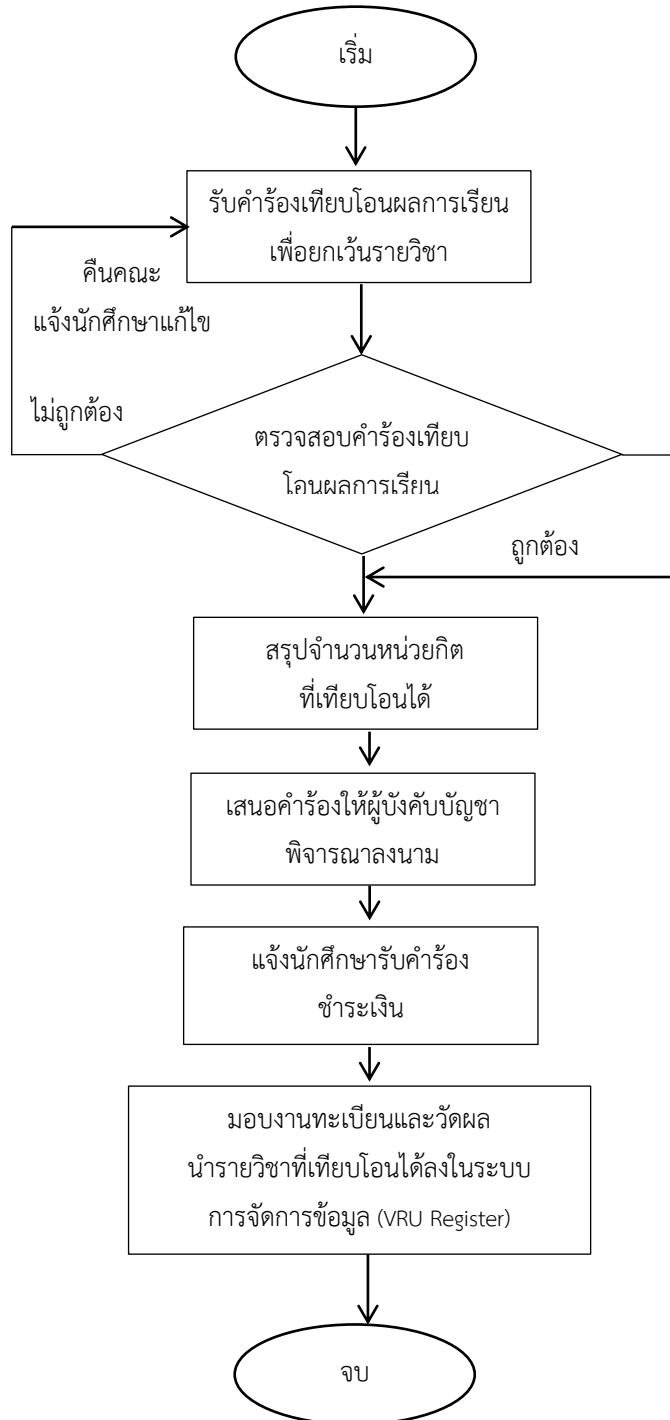 เริ่ม
รับคำร้องเทียบโอนผลการเรียน
เพื่อยกเว้นรายวิชา
คืนคณะ
แจ้งนักศึกษาแก้ไข
ไม่ถูกต้อง
ตรวจสอบคำร้องเทียบ
โอนผลการเรียน
ถูกต้อง
สรุปจำนวนหน่วยกิต
ที่เทียบโอนได้
เสนอคำร้องให้ผู้บังคับบัญชา
พิจารณาลงนาม
แจ้งนักศึกษารับคำร้อง
ชำระเงิน
มอบงานทะเบียนและวัดผล
นำรายวิชาที่เทียบโอนได้ลงในระบบ
การจัดการข้อมูล (VRU Register)
จบ